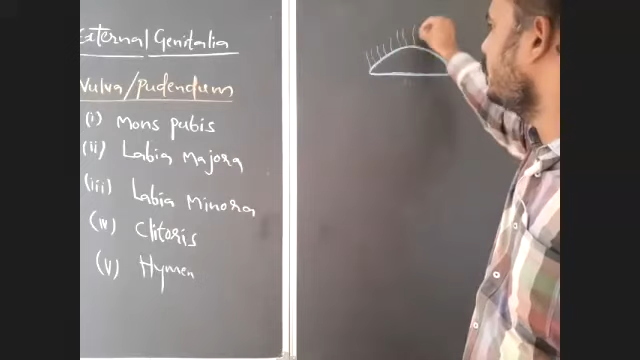 External Genitalia
Vulva/pudendum
(i) Mons pubis
(ii) Labia Majora
(iii) Labia Minora
(iv) Clitoris
(v) Hymen